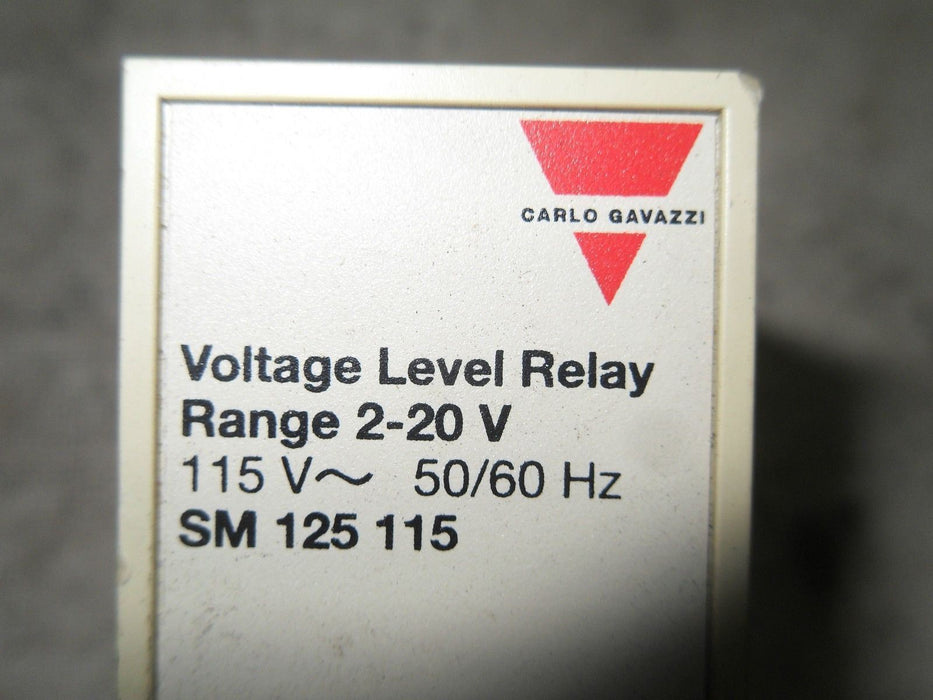 CARLO GAVAZZI
Voltage Level Relay
Range 2-20 V
115 V~ 50/60 Hz
SM 125 115